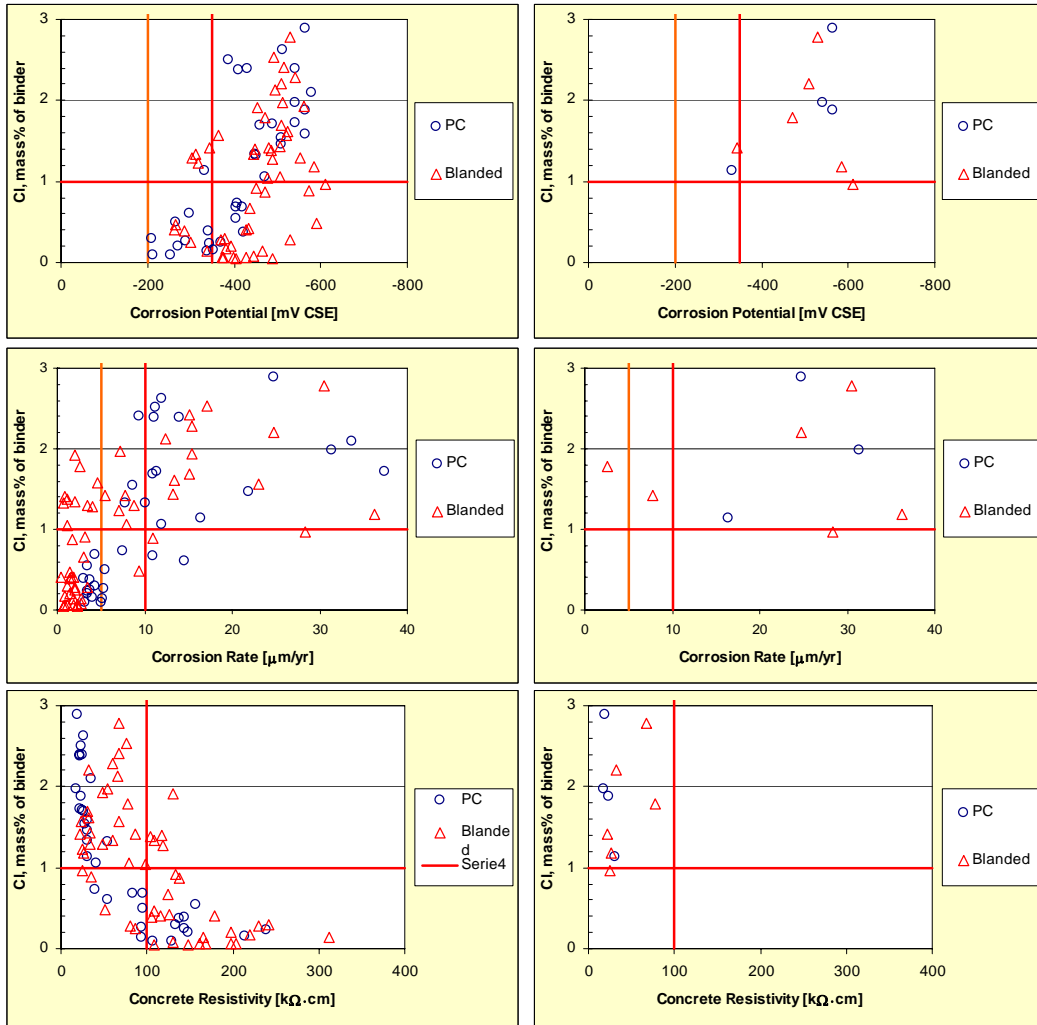 Cl, mass% of binder
3
2
1
0
0 -200 -400 -600 -800
Corrosion Potential [mV CSE]
PC
Blanded
Cl, mass% of binder
3
2
1
0
0 -200 -400 -600 -800
Corrosion Potential [mV CSE]
PC
Blanded
Cl, mass% of binder
3
2
1
0
0 10 20 30 40
Corrosion Rate [μm/yr]
PC
Blanded
Cl, mass% of binder
3
2
1
0
0 10 20 30 40
Corrosion Rate [μm/yr]
PC
Blanded
Cl, mass% of binder
3
2
1
0
0 100 200 300 400
Concrete Resistivity [kΩ.cm]
PC
Blande
d
Serie4
Cl, mass% of binder
3
2
1
0
0 100 200 300 400
Concrete Resistivity [kΩ.cm]
PC
Blanded